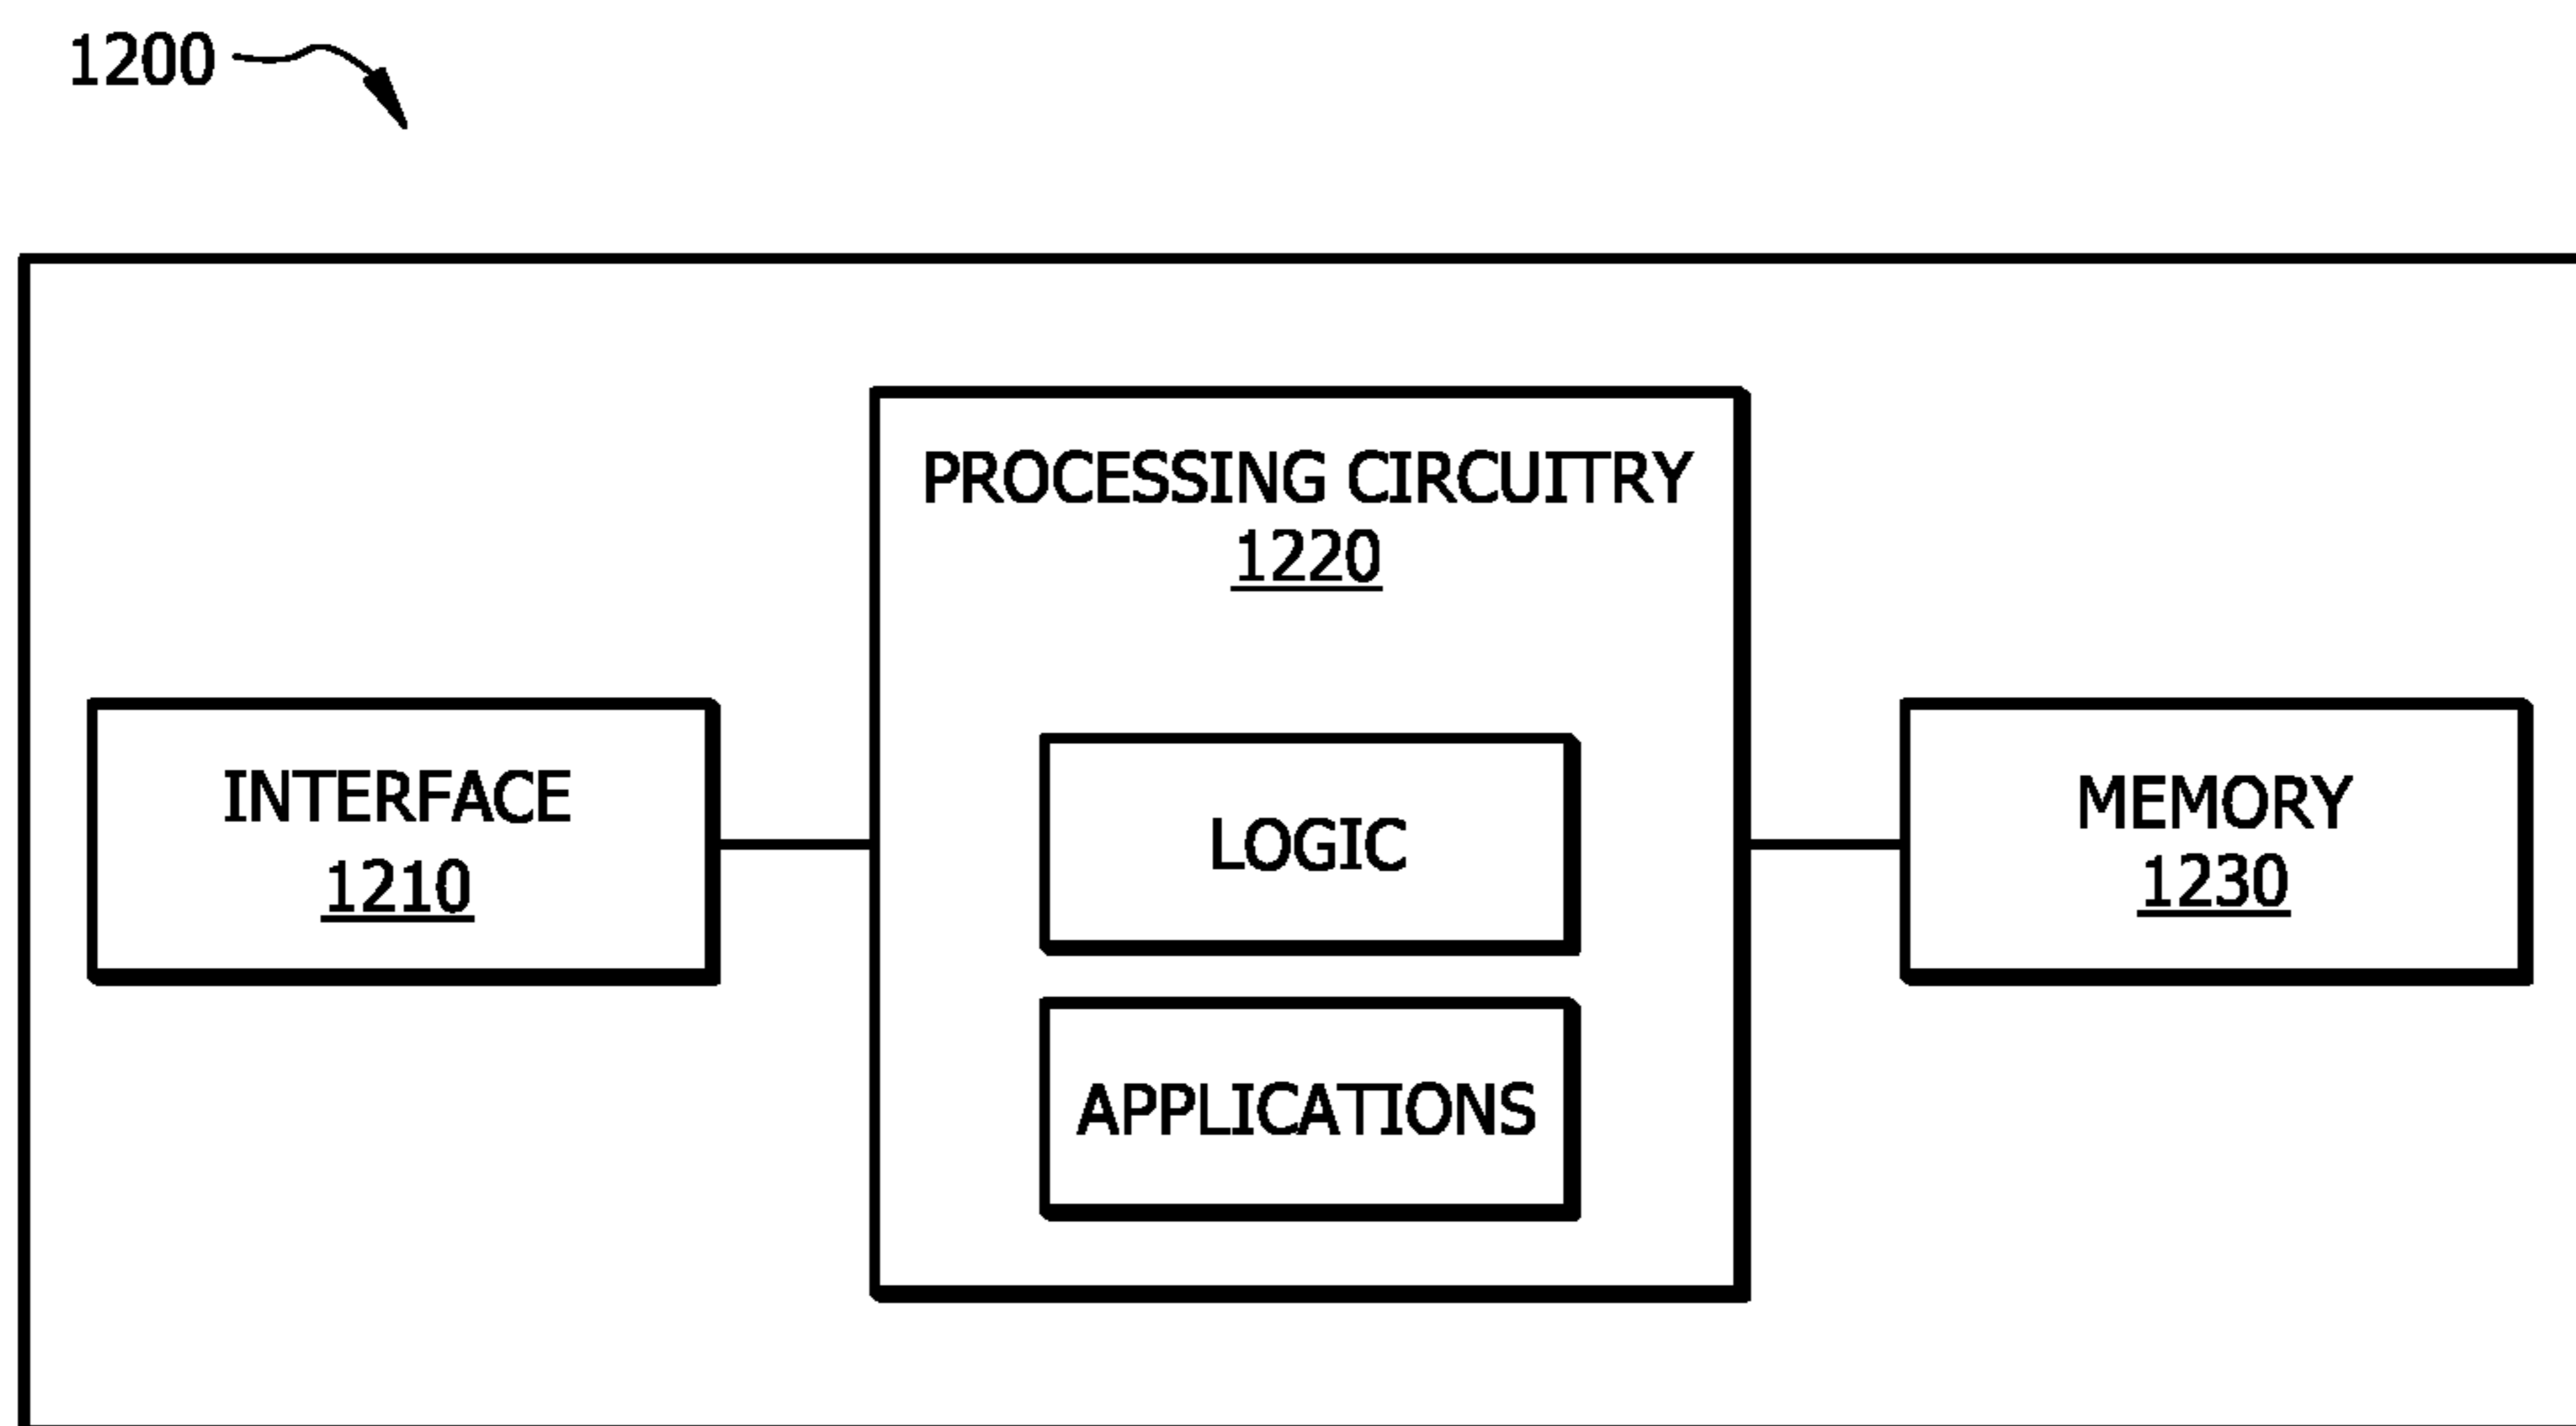 1200
PROCESSING CIRCUITRY
1220
INTERFACE
1210
LOGIC
APPLICATIONS
MEMORY
1230